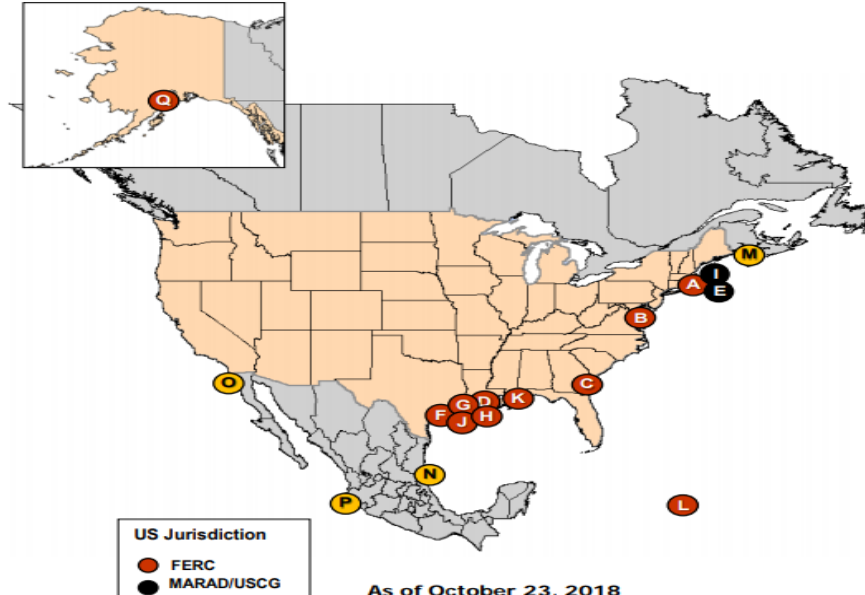 Q
M
I
A
E
B
O
C
K
G
D
F
H
J
N
P
L
US Jurisdiction
FERC
MARAD/USCG
As of October 23, 2018